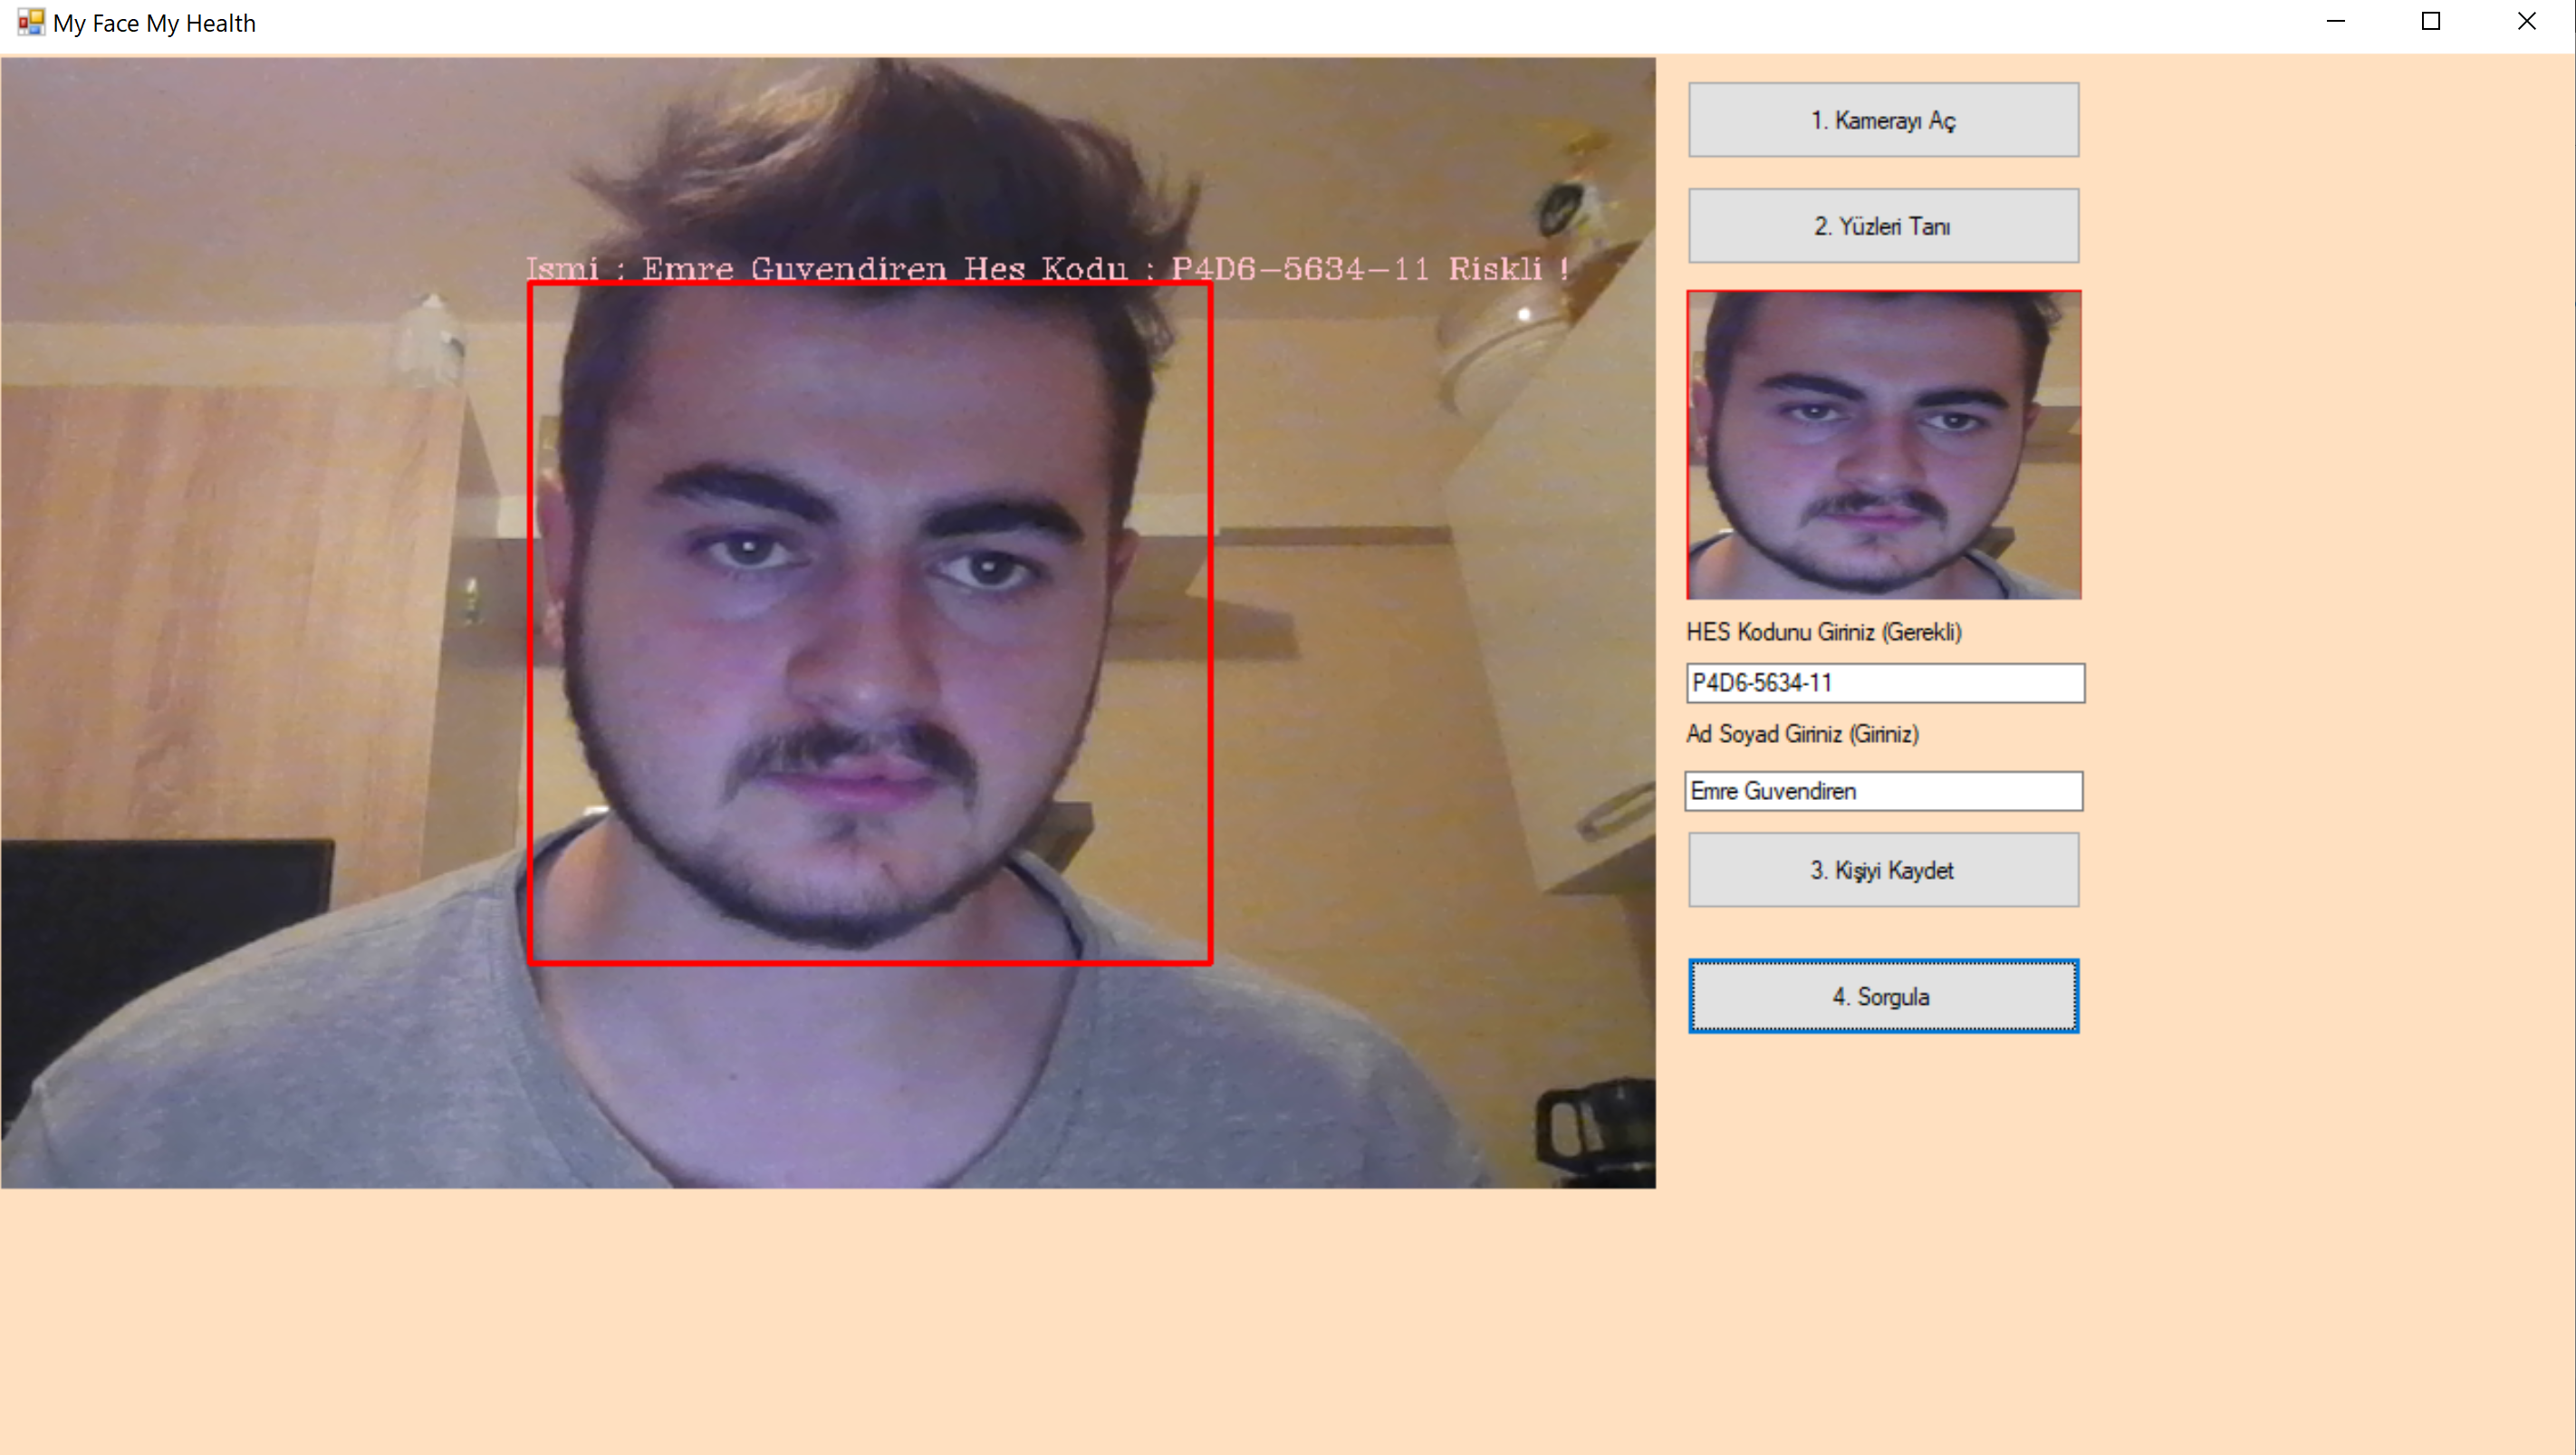 My Face My Health
Ismi : Emre Guvendiren Hes Kodu : P4D6-5634-11 Riskli !
1. Kamerayı Aç
2. Yüzleri Tanı
HES Kodunu Giriniz (Gerekli)
P4D6-5634-11
Ad Soyad Giriniz (Giriniz)
Emre Guvendiren
3. Kişiyi Kaydet
4. Sorgula